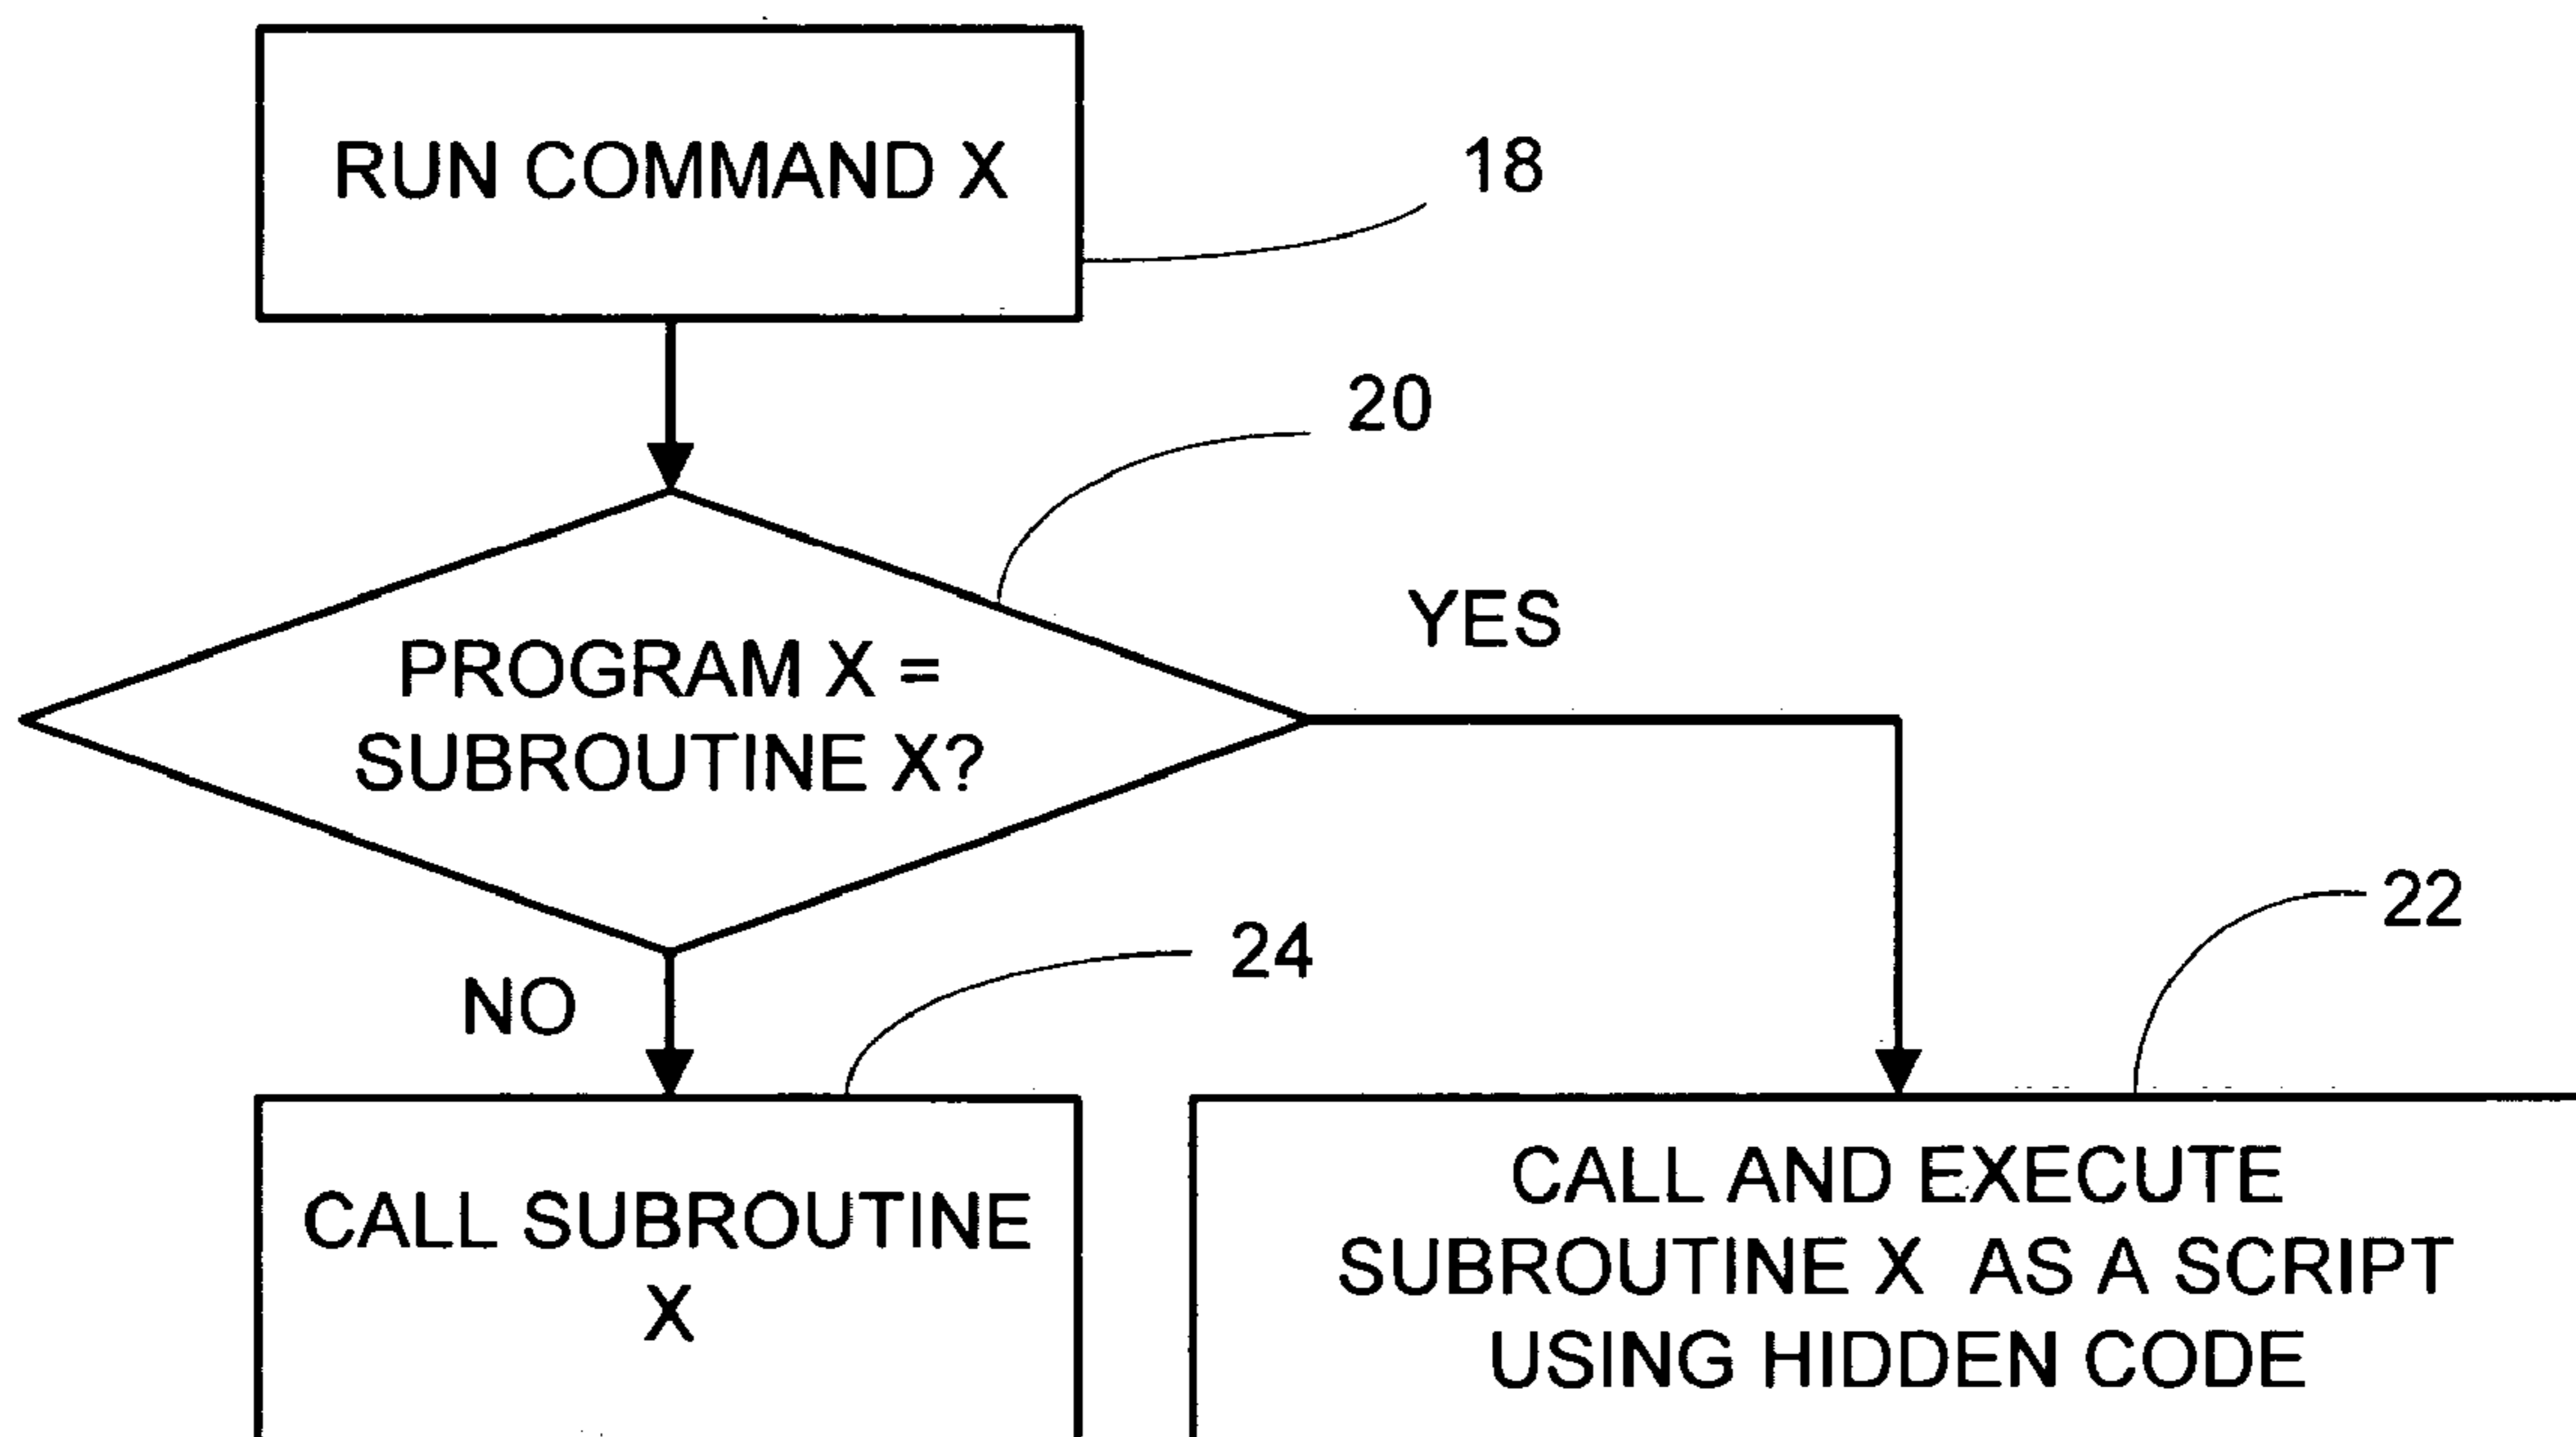 RUN COMMAND X
18
20
PROGRAM X =
SUBROUTINE X?
YES
NO
24
22
CALL SUBROUTINE
X
CALL AND EXECUTE
SUBROUTINE X AS A SCRIPT
USING HIDDEN CODE